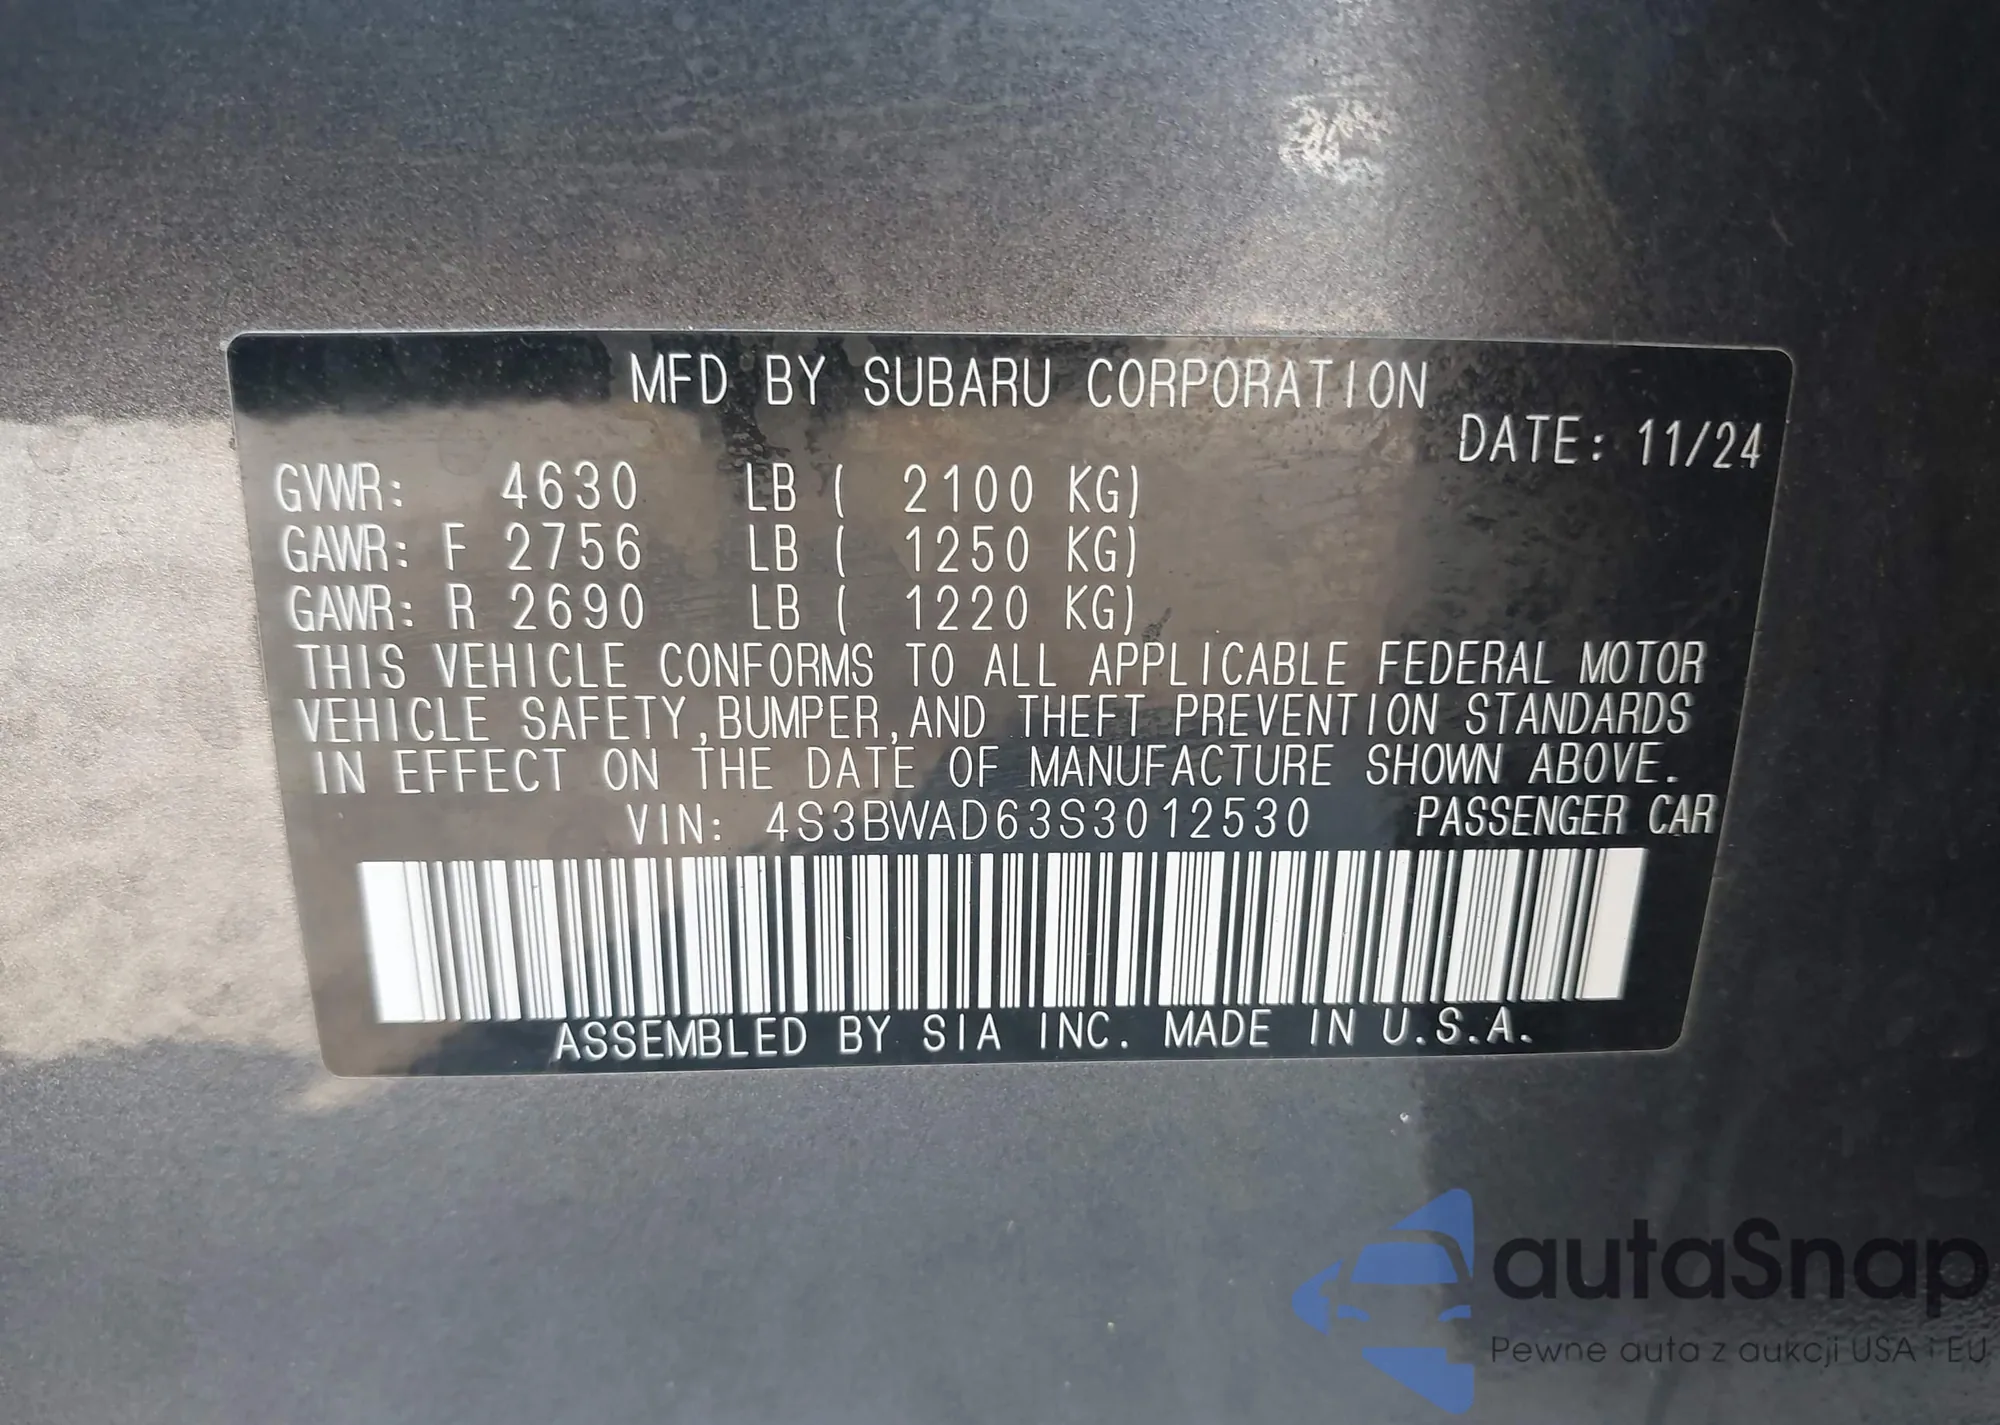 MFD BY SUBARU CORPORATION
DATE: 11/24
GVWR: 4630 LB ( 2100 KG)
GAWR: F 2756 LB ( 1250 KG)
GAWR: R 2690 LB ( 1220 KG)
THIS VEHICLE CONFORMS TO ALL APPLICABLE FEDERAL MOTOR
VEHICLE SAFETY,BUMPER,AND THEFT PREVENTION STANDARDS
IN EFFECT ON THE DATE OF MANUFACTURE SHOWN ABOVE.
VIN: 4S3BWAD63S3012530 PASSENGER CAR
ASSEMBLED BY SIA INC. MADE IN U.S.A.
autaSnap
Pewne auta z aukcji USA i EU